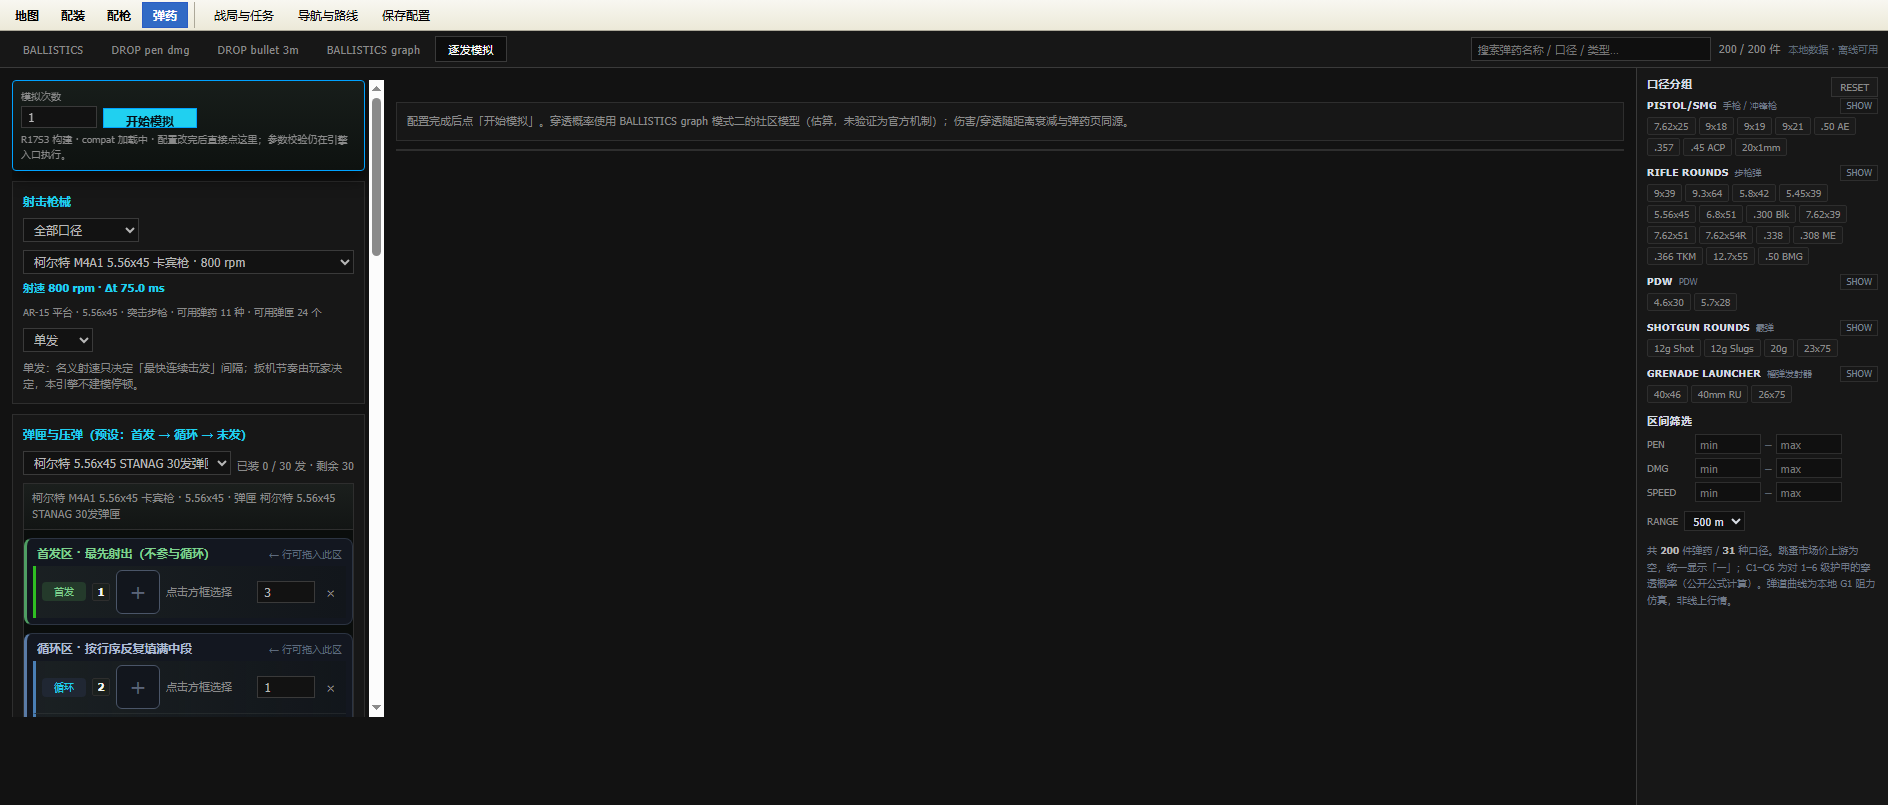 地图 配装 配枪 弹药 战局与任务 导航与路线 保存配置
BALLISTICS DROP pen dmg DROP bullet 3m BALLISTICS graph 逐发模拟 搜索弹药名称 / 口径 / 类型... 200 / 200 件 本地数据 · 离线可用
模拟次数
1 开始模拟
R17S3 构建 · compat 加载中 · 配置改完后直接点这里；参数校验仍在引擎
入口执行。
射击枪械
全部口径
柯尔特 M4A1 5.56x45 卡宾枪 · 800 rpm
射速 800 rpm · Δt 75.0 ms
AR-15 平台 · 5.56x45 · 突击步枪 · 可用弹药 11 种 · 可用弹匣 24 个
单发
单发：名义射速只决定「最快连续击发」间隔；扳机节奏由玩家决
定，本引擎不建模停顿。
弹匣与压弹（预设：首发 → 循环 → 末发）
柯尔特 5.56x45 STANAG 30发弹匣 已装 0 / 30 发 · 剩余 30
柯尔特 M4A1 5.56x45 卡宾枪 · 5.56x45 · 弹匣 柯尔特 5.56x45
STANAG 30发弹匣
首发区 · 最先射出（不参与循环） ← 行可拖入此区
首发 1 + 点击方框选择 3 ×
循环区 · 按行序反复填满中段 ← 行可拖入此区
循环 2 + 点击方框选择 1 ×
配置完成后点「开始模拟」。穿透概率使用 BALLISTICS graph 模式二的社区模型（估算，未验证为官方机制）；伤害/穿透随距离衰减与弹药页同源。
口径分组 RESET
PISTOL/SMG 手枪 / 冲锋枪 SHOW
7.62x25 9x18 9x19 9x21 .50 AE
.357 .45 ACP 20x1mm
RIFLE ROUNDS 步枪弹 SHOW
9x39 9.3x64 5.8x42 5.45x39
5.56x45 6.8x51 .300 Blk 7.62x39
7.62x51 7.62x54R .338 .308 ME
.366 TKM 12.7x55 .50 BMG
PDW PDW SHOW
4.6x30 5.7x28
SHOTGUN ROUNDS 霰弹 SHOW
12g Shot 12g Slugs 20g 23x75
GRENADE LAUNCHER 榴弹发射器 SHOW
40x46 40mm RU 26x75
区间筛选
PEN min — max
DMG min — max
SPEED min — max
RANGE 500 m
共 200 件弹药 / 31 种口径。跳蚤市场价上游为
空，统一显示「—」；C1–C6 为对 1–6 级护甲的穿
透概率（公开公式计算）。弹道曲线为本地 G1 阻力
仿真，非线上行情。